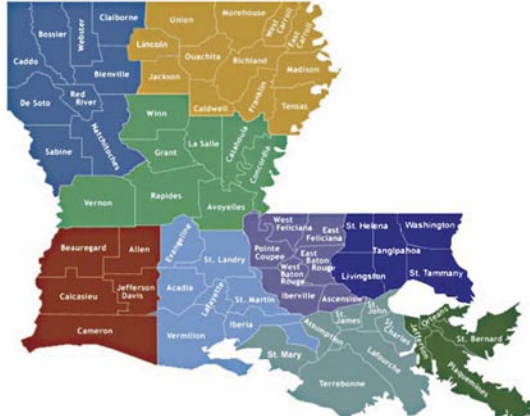 Claiborne
Union
Morehouse
West
Carroll
East
Carroll
Bossier
Webster
Lincoln
Caddo
Ouachita
Richland
Madison
Bienville
Jackson
De Soto
Red
River
Caldwell
Franklin
Tensas
Winn
Natchitoches
La Salle
Catahoula
Concordia
Sabine
Grant
Vernon
Rapides
Avoyelles
West
Feliciana
East
Feliciana
St. Helena
Washington
Beauregard
Allen
Evangeline
St. Landry
Pointe
Coupee
East
Baton
Rouge
Tangipahoa
West
Baton
Rouge
Livingston
St. Tammany
Calcasieu
Jefferson
Davis
Acadia
Lafayette
St. Martin
Iberville
Ascension
Cameron
Vermilion
Iberia
Assumption
St.
James
St.
John
St.
Charles
Jefferson
Orleans
St. Bernard
St. Mary
Lafourche
Plaquemines
Terrebonne